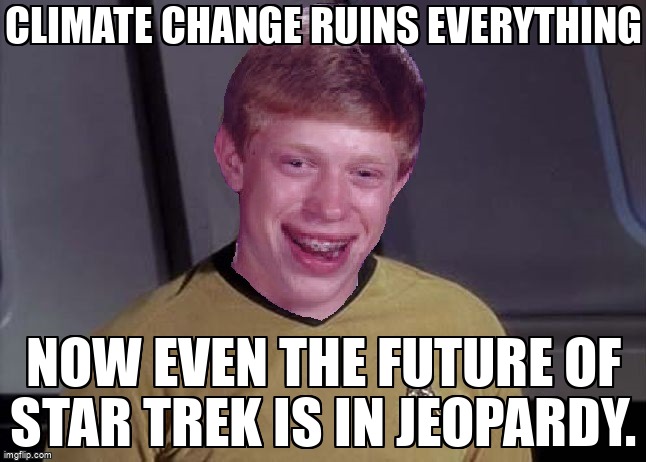 CLIMATE CHANGE RUINS EVERYTHING
NOW EVEN THE FUTURE OF
STAR TREK IS IN JEOPARDY.
imgflip.com